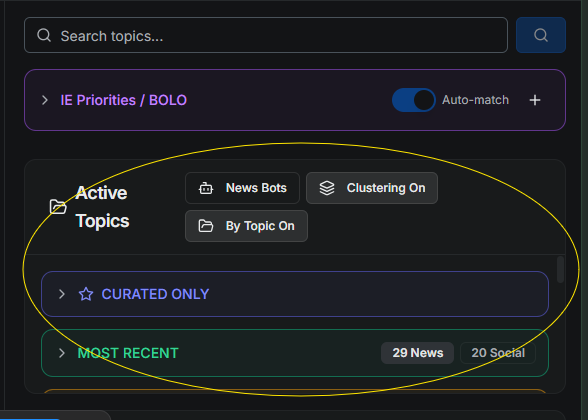 Search topics...
IE Priorities / BOLO
Auto-match
Active
Topics
News Bots
Clustering On
By Topic On
CURATED ONLY
MOST RECENT
29 News
20 Social